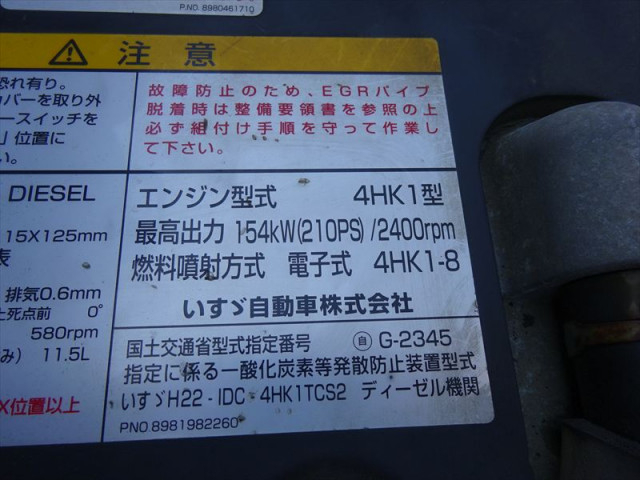 P.NO. 8980461710
注意
恐れ有り。
カバーを取り外
ースイッチを
」位置に
故障防止のため、EGRパイプ
脱着時は整備要領書を参照の上
必ず組付け手順を守って作業し
て下さい。
DIESEL
エンジン型式 4HK1型
15X125mm
最高出力 154kW(210PS)/2400rpm
表
燃料噴射方式 電子式 4HK1-8
排気0.6mm
上死点前 0°
いすゞ自動車株式会社
580rpm
み) 11.5L
国土交通省型式指定番号 自 G-2345
指定に係る一酸化炭素等発散防止装置型式
X位置以上
いすゞH22 - IDC - 4HK1TCS2 ディーゼル機関
P.NO.8981982260